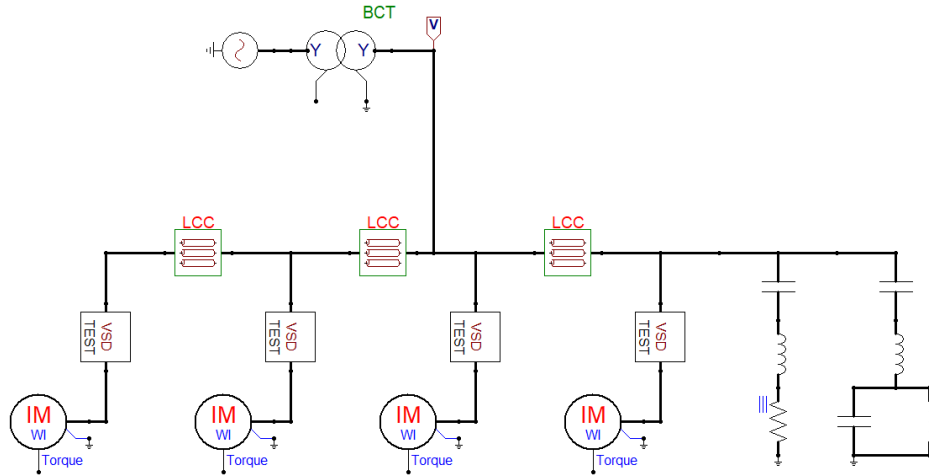 BCT
V
Y Y
LCC LCC LCC
VSD TEST VSD TEST VSD TEST VSD TEST
IM IM IM IM
WI WI WI WI
Torque Torque Torque Torque